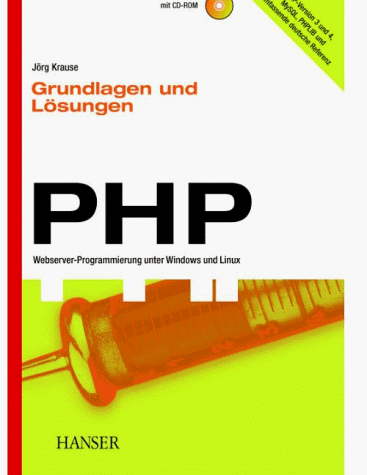 mit CD-ROM
Version 3 und 4,
MySQL, PHPLIB und
umfassende deutsche Referenz
Jörg Krause
Grundlagen und
Lösungen
PHP
Webserver-Programmierung unter Windows und Linux
HANSER